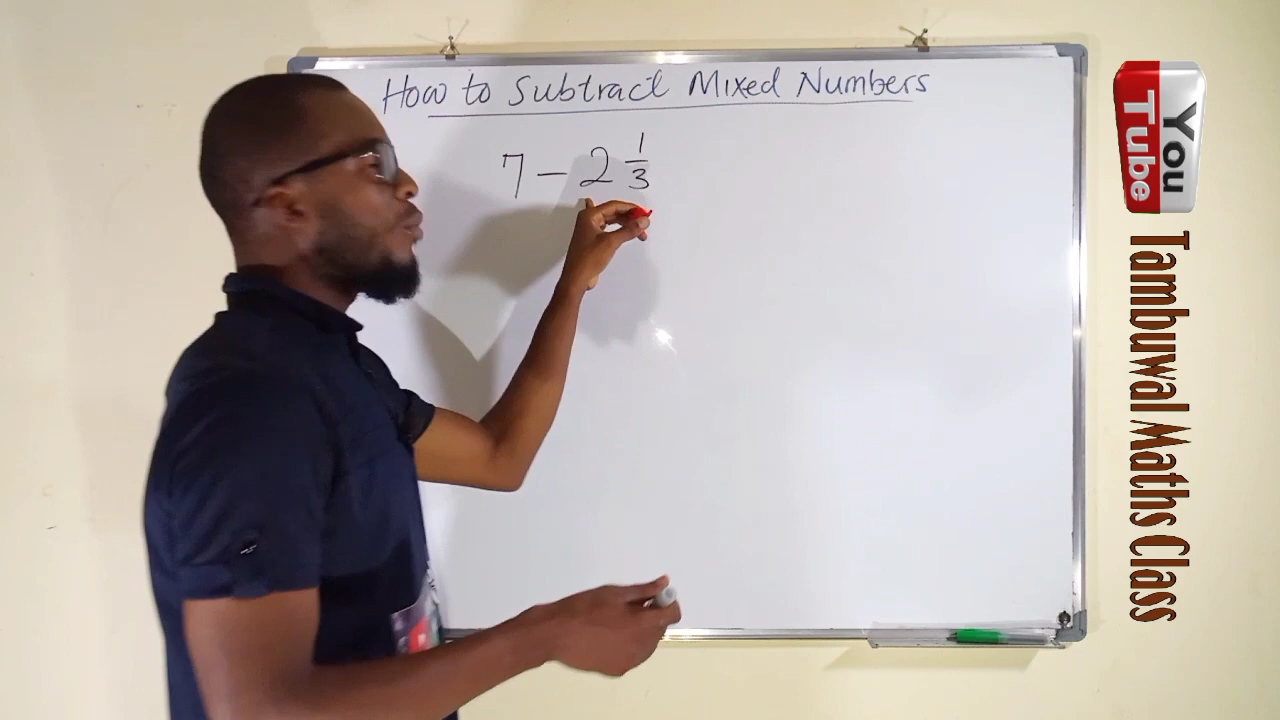 How to Subtract Mixed Numbers
7 - 2 1/3
You
Tube
Tambuwal Maths Class